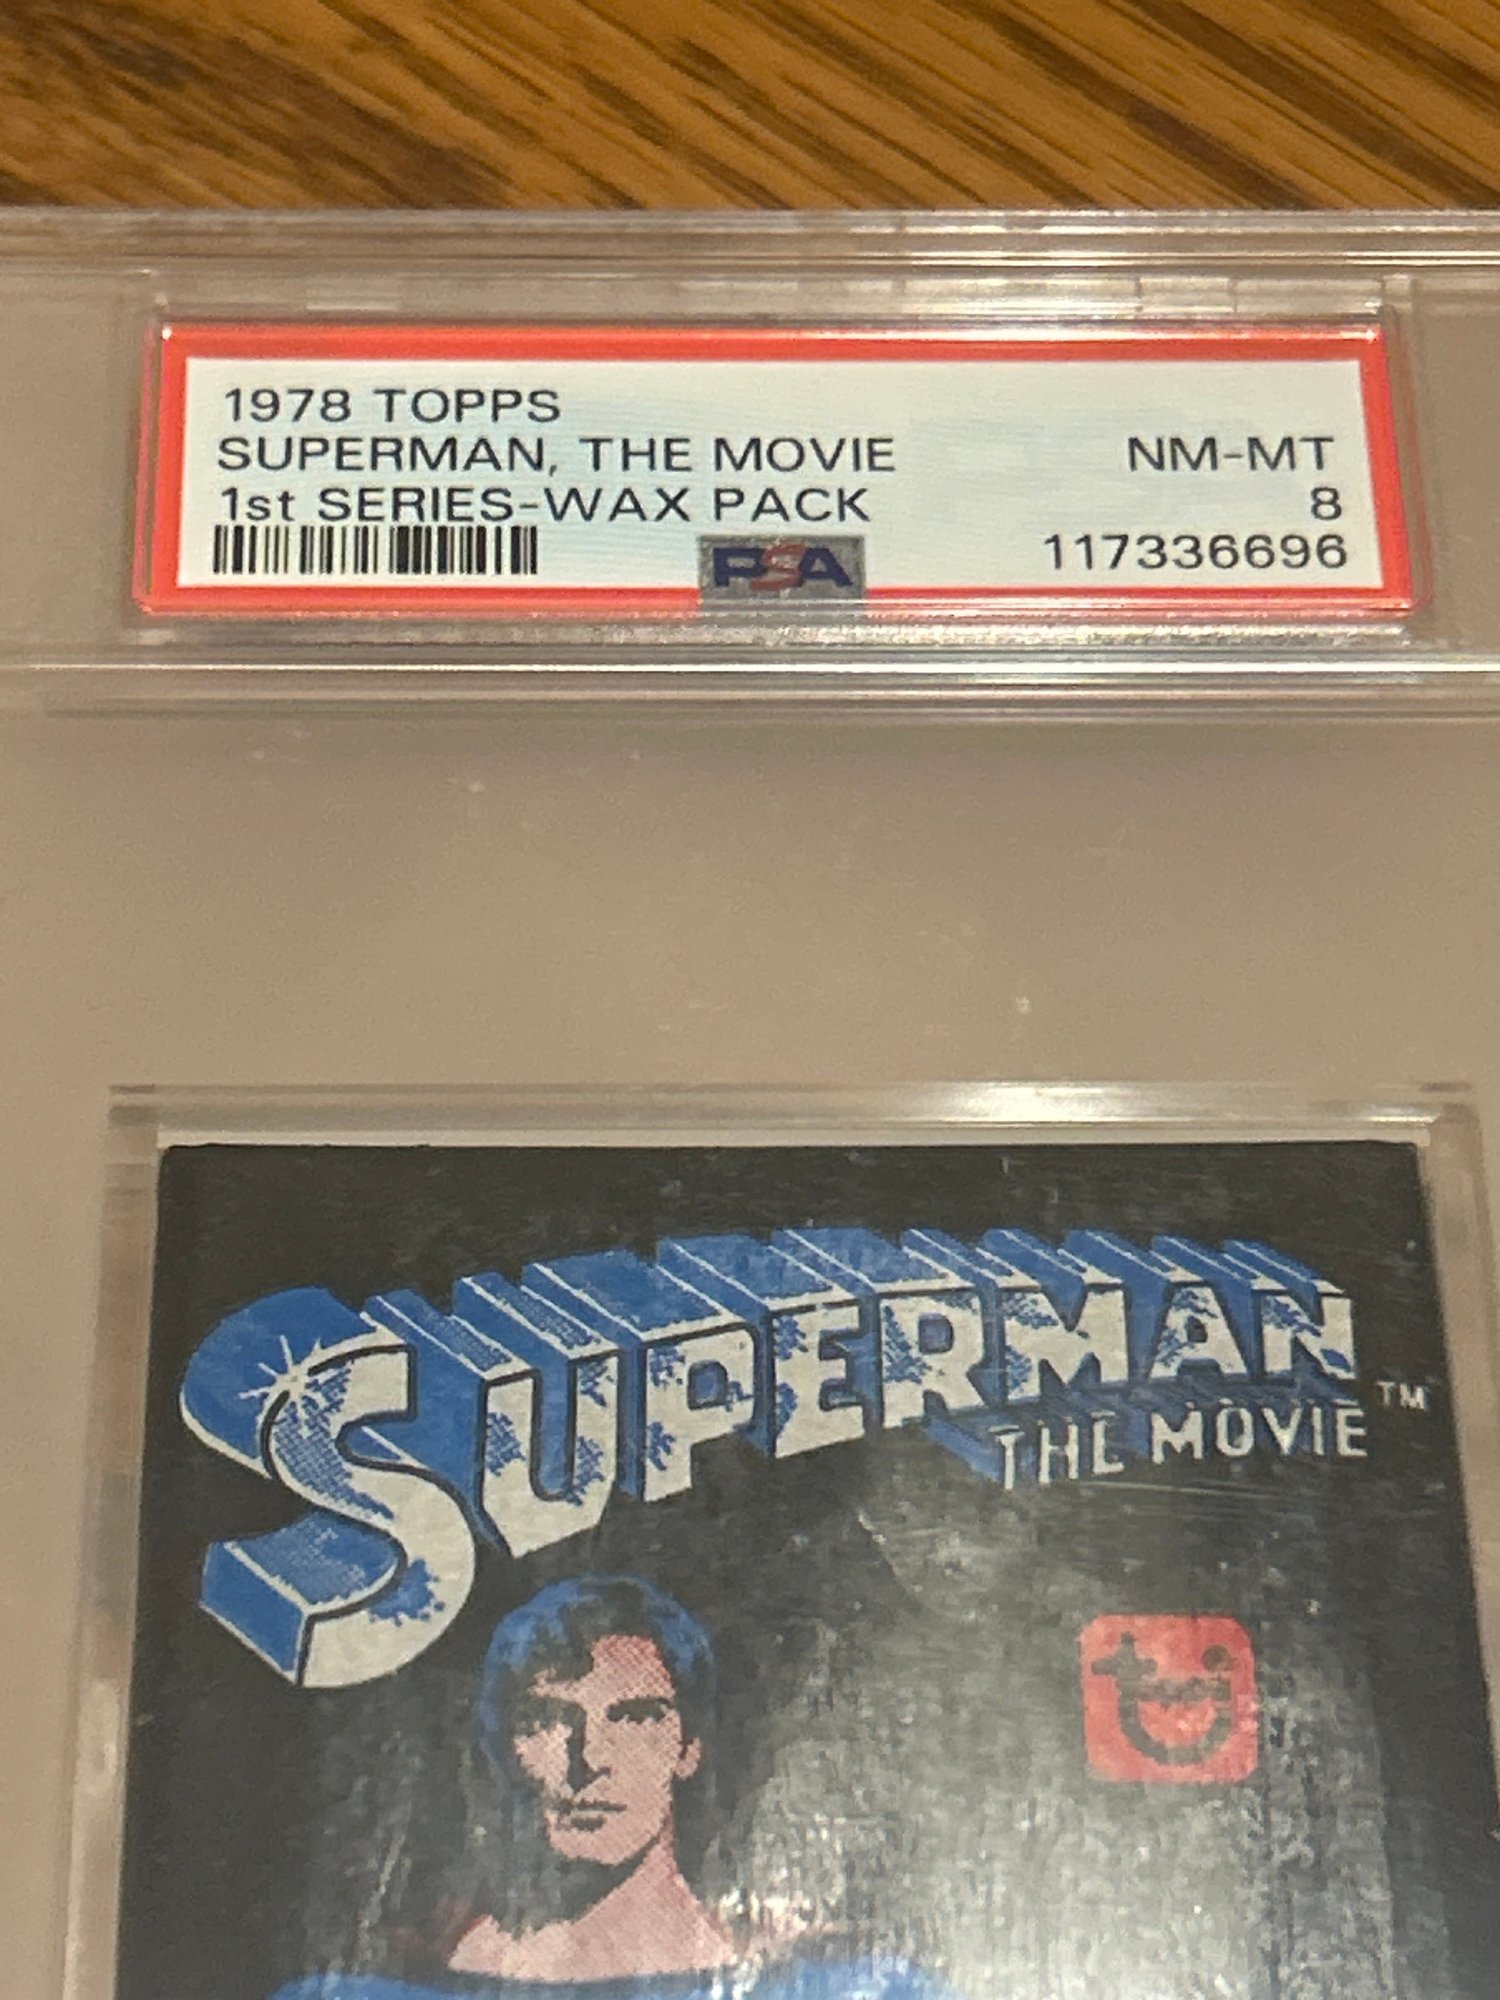 1978 TOPPS
SUPERMAN, THE MOVIE NM-MT
1st SERIES-WAX PACK 8
PSA 117336696
SUPERMAN TM
THE MOVIE